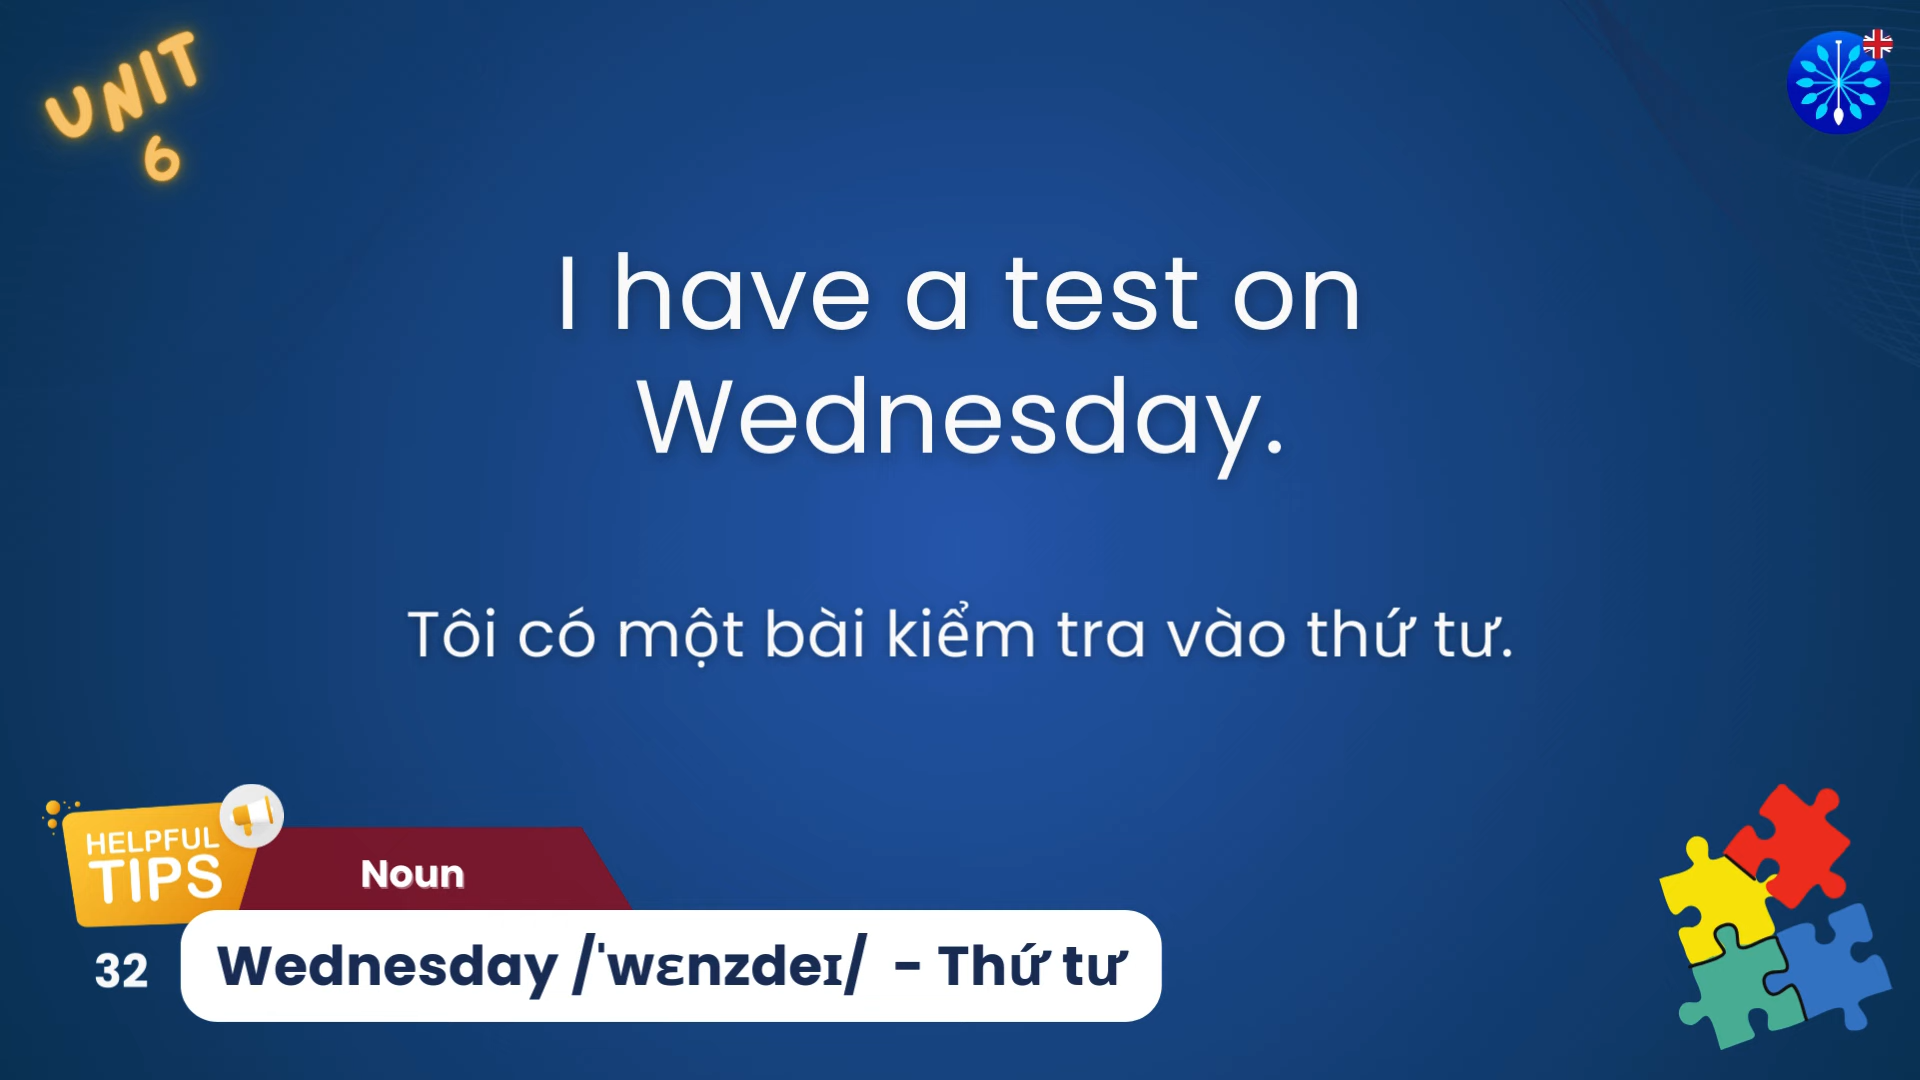 UNIT
6
I have a test on
Wednesday.
Tôi có một bài kiểm tra vào thứ tư.
HELPFUL
TIPS
Noun
32
Wednesday /ˈwɛnzdeɪ/ - Thứ tư